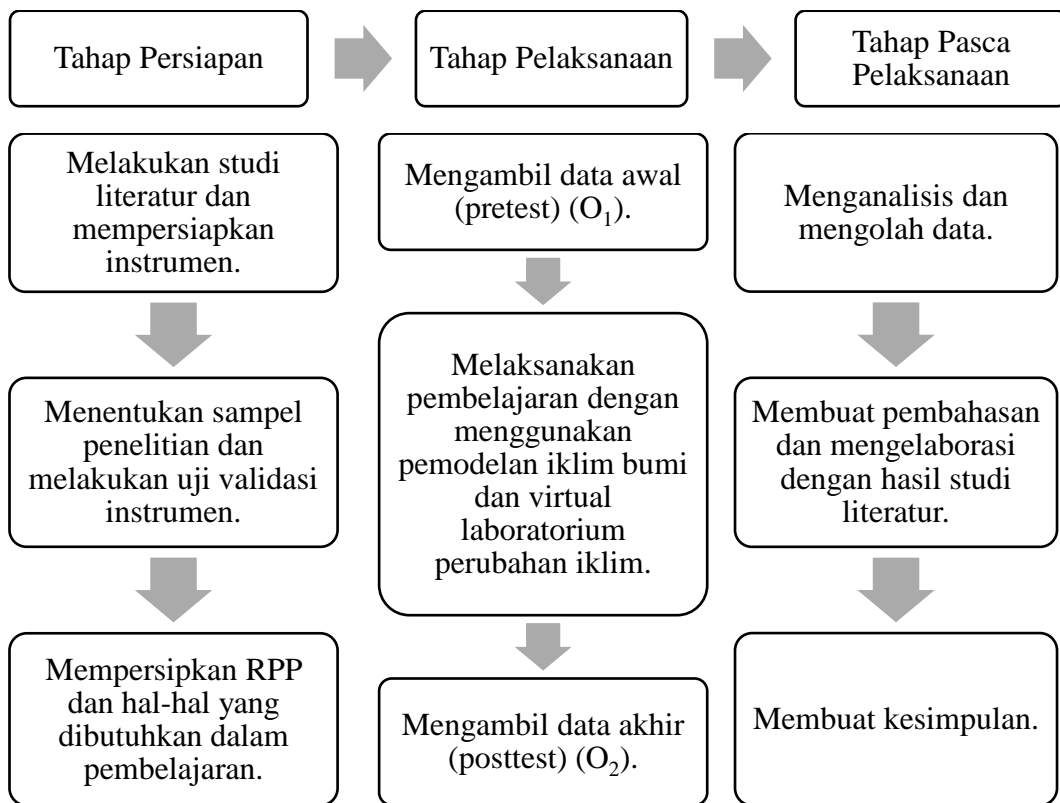 Tahap Persiapan
Tahap Pelaksanaan
Tahap Pasca
Pelaksanaan
Melakukan studi
literatur dan
mempersiapkan
instrumen.
Menentukan sampel
penelitian dan
melakukan uji validasi
instrumen.
Mempersipkan RPP
dan hal-hal yang
dibutuhkan dalam
pembelajaran.
Mengambil data awal
(pretest) (O₁).
Melaksanakan
pembelajaran dengan
menggunakan
pemodelan iklim bumi
dan virtual
laboratorium
perubahan iklim.
Mengambil data akhir
(posttest) (O₂).
Menganalisis dan
mengolah data.
Membuat pembahasan
dan mengelaborasi
dengan hasil studi
literatur.
Membuat kesimpulan.